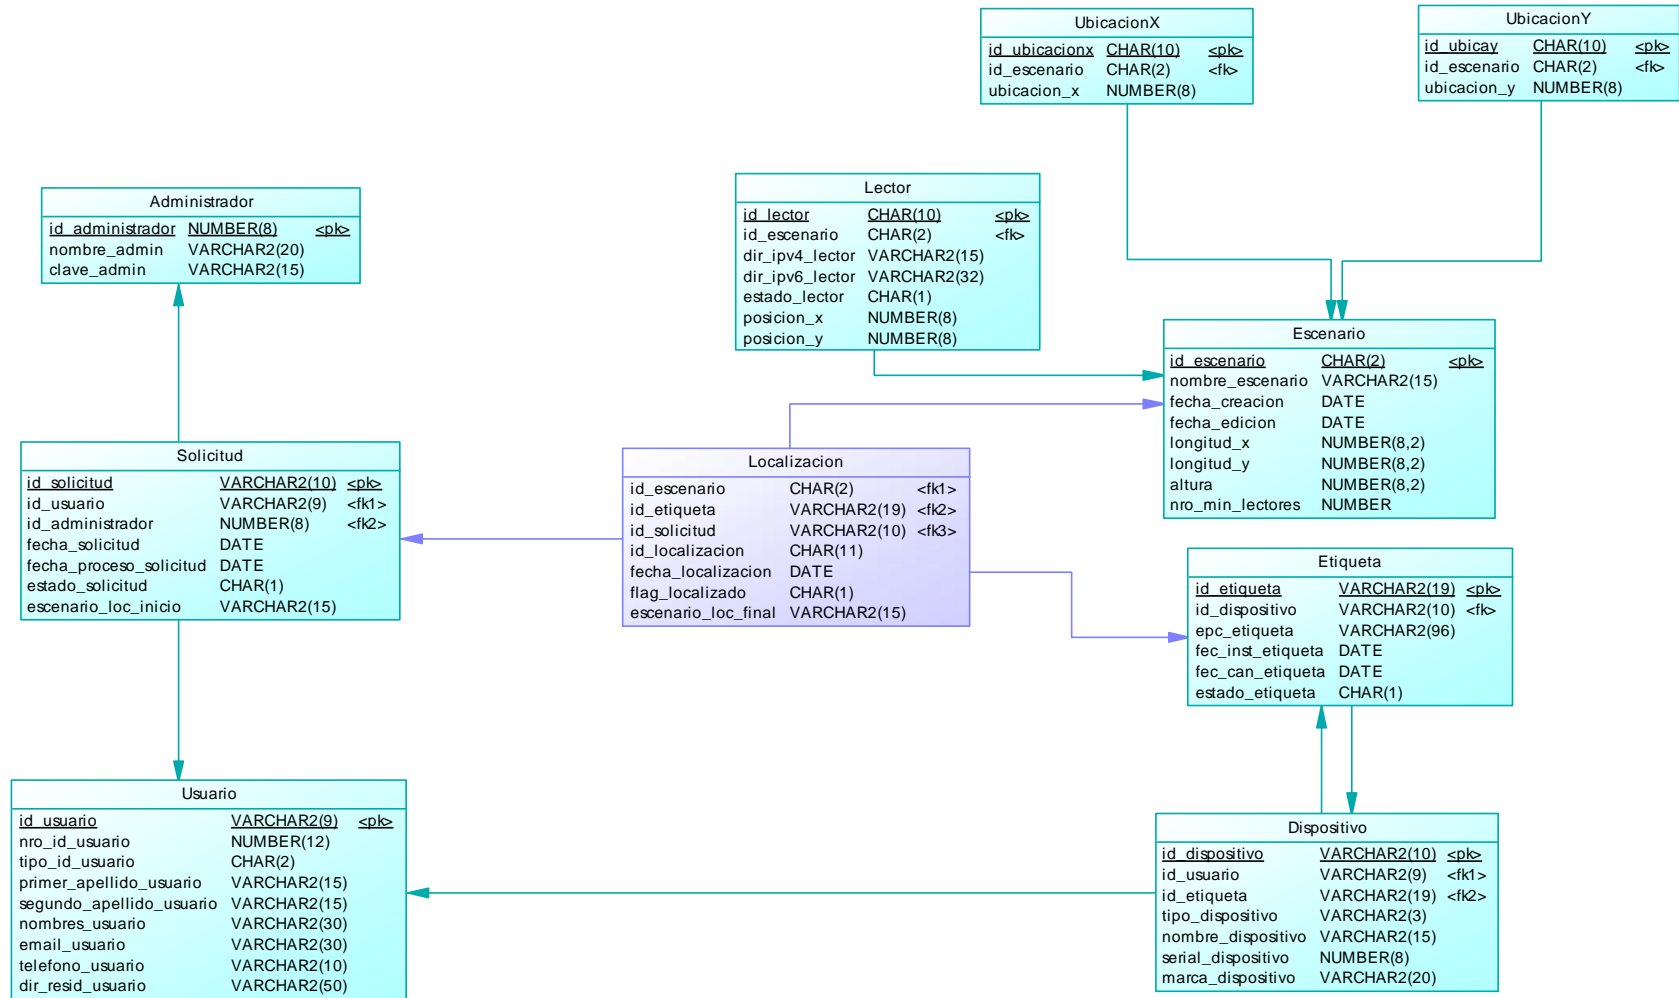 UbicacionX
id_ubicacionx CHAR(10) <pk>
id_escenario CHAR(2) <fk>
ubicacion_x NUMBER(8)
UbicacionY
id_ubicay CHAR(10) <pk>
id_escenario CHAR(2) <fk>
ubicacion_y NUMBER(8)
Administrador
id_administrador NUMBER(8) <pk>
nombre_admin VARCHAR2(20)
clave_admin VARCHAR2(15)
Lector
id_lector CHAR(10) <pk>
id_escenario CHAR(2) <fk>
dir_ipv4_lector VARCHAR2(15)
dir_ipv6_lector VARCHAR2(32)
estado_lector CHAR(1)
posicion_x NUMBER(8)
posicion_y NUMBER(8)
Escenario
id_escenario CHAR(2) <pk>
nombre_escenario VARCHAR2(15)
fecha_creacion DATE
fecha_edicion DATE
longitud_x NUMBER(8,2)
longitud_y NUMBER(8,2)
altura NUMBER(8,2)
nro_min_lectores NUMBER
Solicitud
id_solicitud VARCHAR2(10) <pk>
id_usuario VARCHAR2(9) <fk1>
id_administrador NUMBER(8) <fk2>
fecha_solicitud DATE
fecha_proceso_solicitud DATE
estado_solicitud CHAR(1)
escenario_loc_inicio VARCHAR2(15)
Localizacion
id_escenario CHAR(2) <fk1>
id_etiqueta VARCHAR2(19) <fk2>
id_solicitud VARCHAR2(10) <fk3>
id_localizacion CHAR(11)
fecha_localizacion DATE
flag_localizado CHAR(1)
escenario_loc_final VARCHAR2(15)
Etiqueta
id_etiqueta VARCHAR2(19) <pk>
id_dispositivo VARCHAR2(10) <fk>
epc_etiqueta VARCHAR2(96)
fec_inst_etiqueta DATE
fec_can_etiqueta DATE
estado_etiqueta CHAR(1)
Usuario
id_usuario VARCHAR2(9) <pk>
nro_id_usuario NUMBER(12)
tipo_id_usuario CHAR(2)
primer_apellido_usuario VARCHAR2(15)
segundo_apellido_usuario VARCHAR2(15)
nombres_usuario VARCHAR2(30)
email_usuario VARCHAR2(30)
telefono_usuario VARCHAR2(10)
dir_resid_usuario VARCHAR2(50)
Dispositivo
id_dispositivo VARCHAR2(10) <pk>
id_usuario VARCHAR2(9) <fk1>
id_etiqueta VARCHAR2(19) <fk2>
tipo_dispositivo VARCHAR2(3)
nombre_dispositivo VARCHAR2(15)
serial_dispositivo NUMBER(8)
marca_dispositivo VARCHAR2(20)